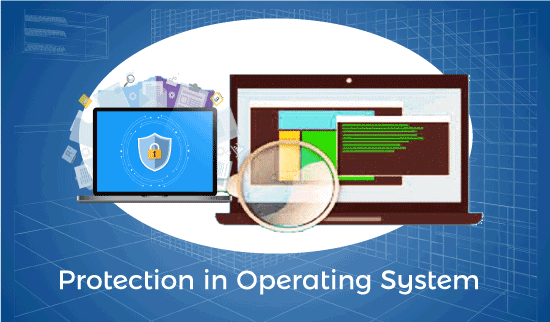 Protection in Operating System